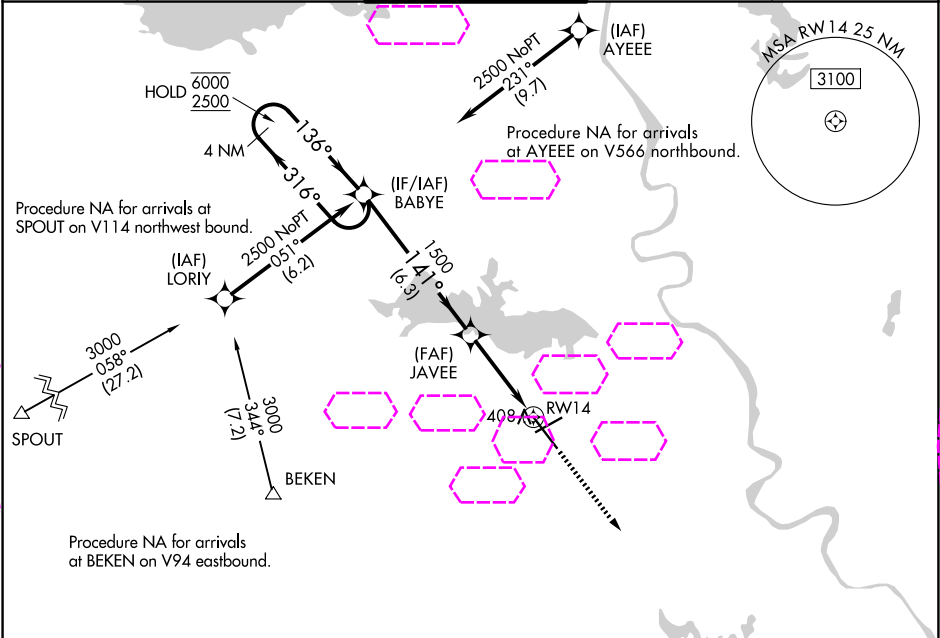 (IAF)
AYEEE
2500 NoPT
231°
(9.7)
MSA RW14 25 NM
3100
HOLD 6000
2500
4 NM
136°
316°
Procedure NA for arrivals
at AYEEE on V566 northbound.
(IF/IAF)
BABYE
Procedure NA for arrivals at
SPOUT on V114 northwest bound.
2500 NoPT
051°
(6.2)
(IAF)
LORIY
1500
141°
(6.3)
3000
058°
(27.2)
SPOUT
(FAF)
JAVEE
3000
344°
(7.2)
BEKEN
408
RW14
Procedure NA for arrivals
at BEKEN on V94 eastbound.